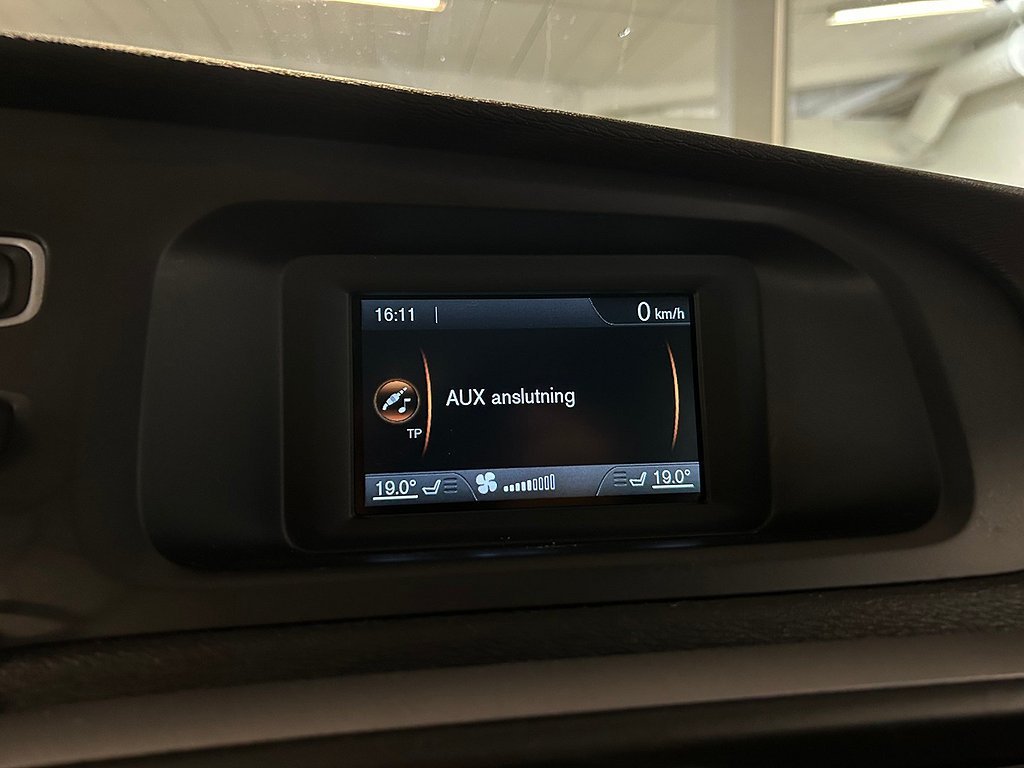 16:11 0 km/h
AUX anslutning
TP
19.0° 19.0°